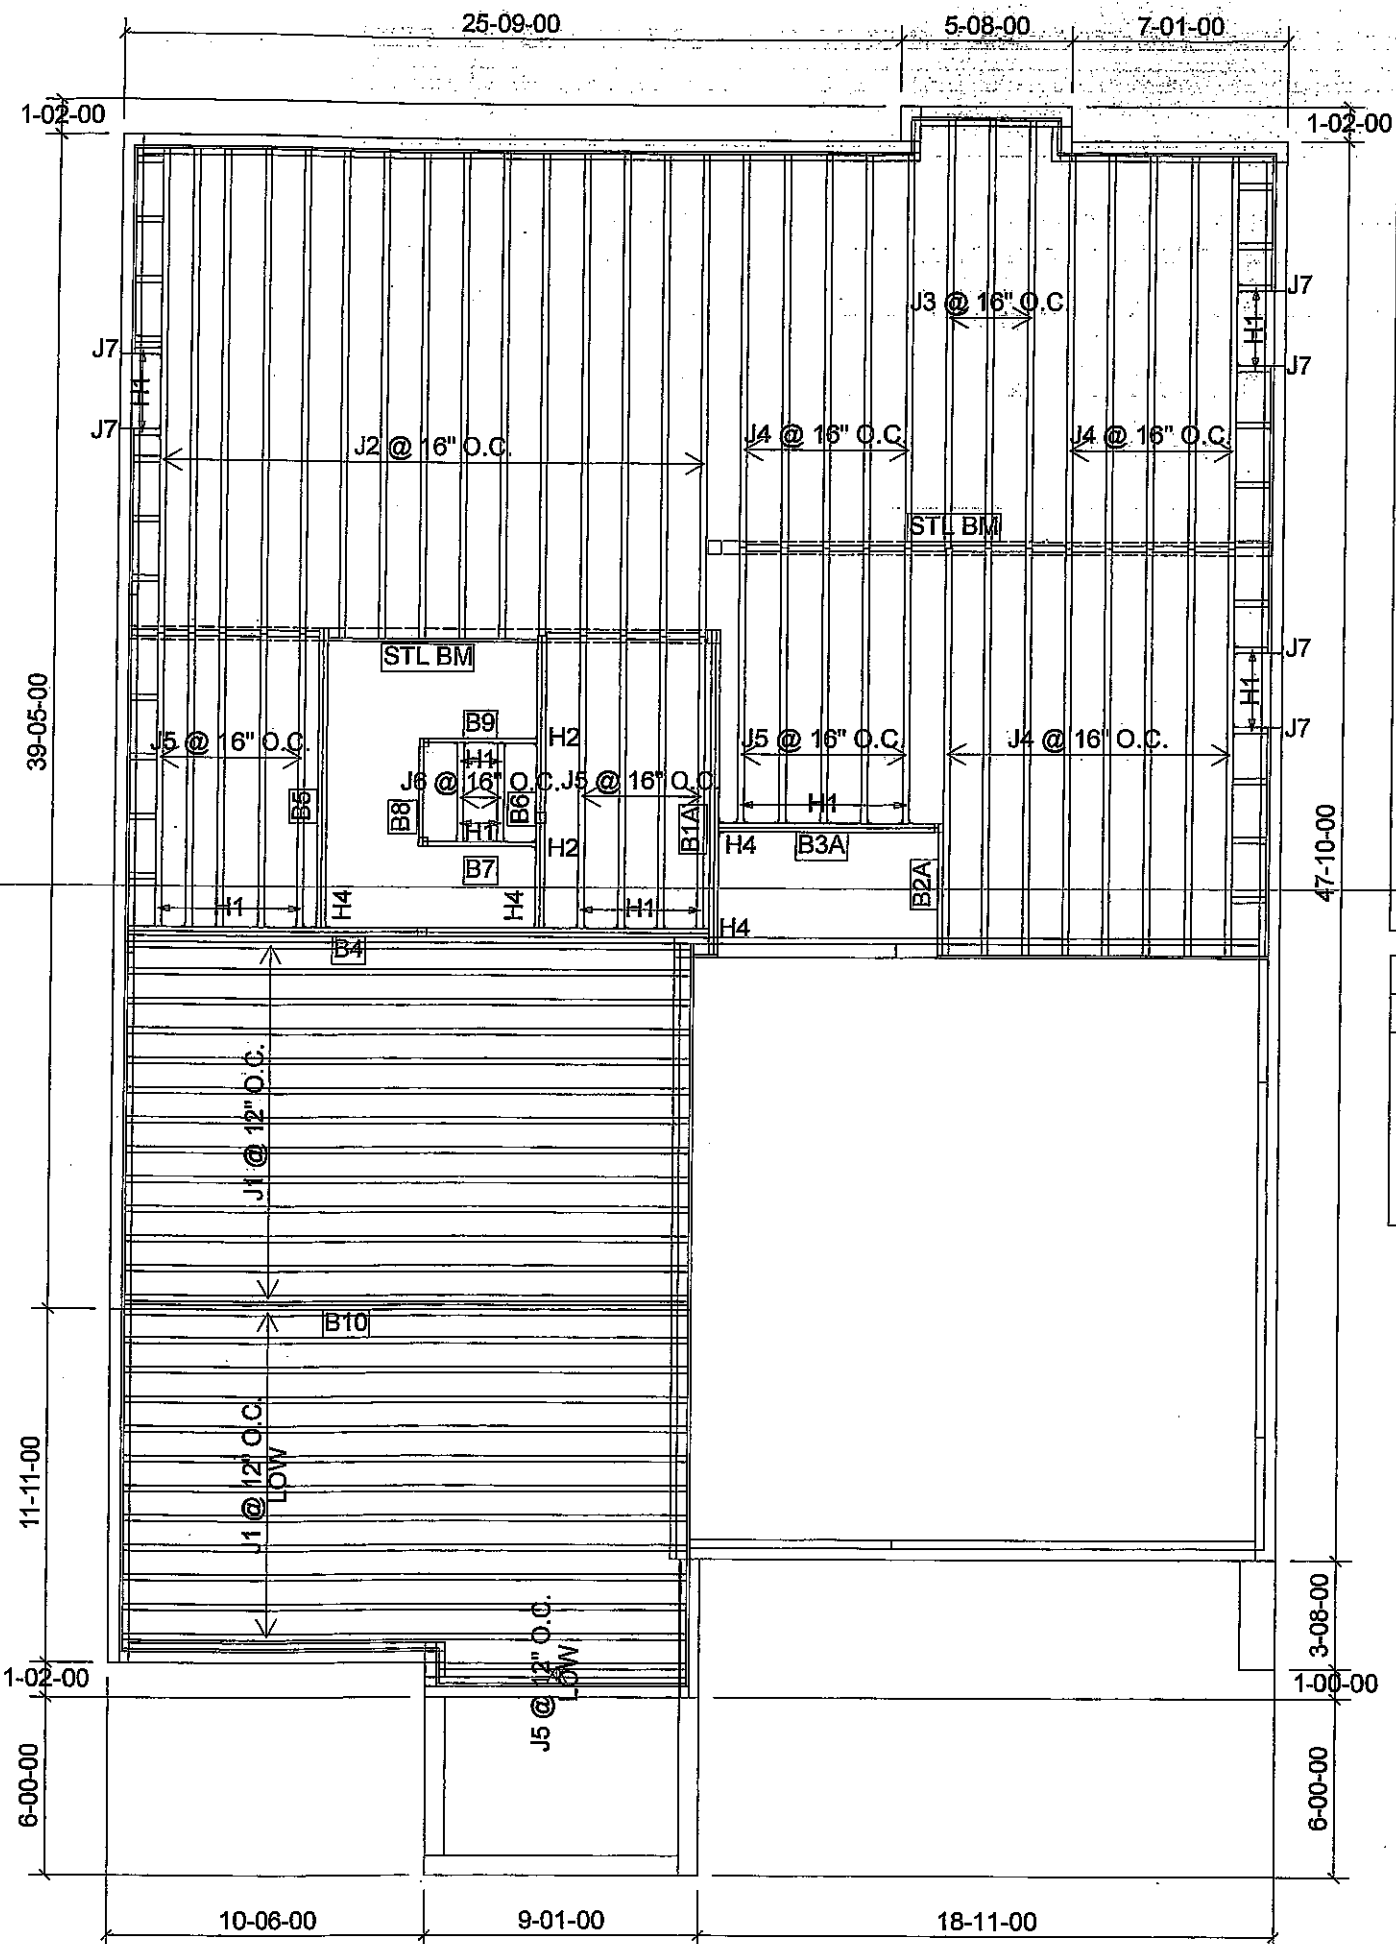 25-09-00
5-08-00
7-01-00
1-02-00
1-02-00
J7
J3 @ 16" O.C.
H1
J7
H1
J7
J7
J2 @ 16" O.C.
J4 @ 16" O.C.
J4 @ 16" O.C.
STL BM
STL BM
J7
H1
J7
39-05-00
J5 @ 16" O.C.
B9
H2
H1
J6 @ 16" O.C.
J5 @ 16" O.C.
J5 @ 16" O.C.
J4 @ 16" O.C.
B5
B8
B6
H1
B7
H2
B1A
H1
H4
B3A
B2A
47-10-00
H1
H4
H4
H1
H4
B4
J1 @ 12" O.C.
B10
11-11-00
J1 @ 12" O.C.
LOW
J5 @ 12" O.C.
LOW
3-08-00
1-02-00
1-00-00
6-00-00
6-00-00
10-06-00
9-01-00
18-11-00